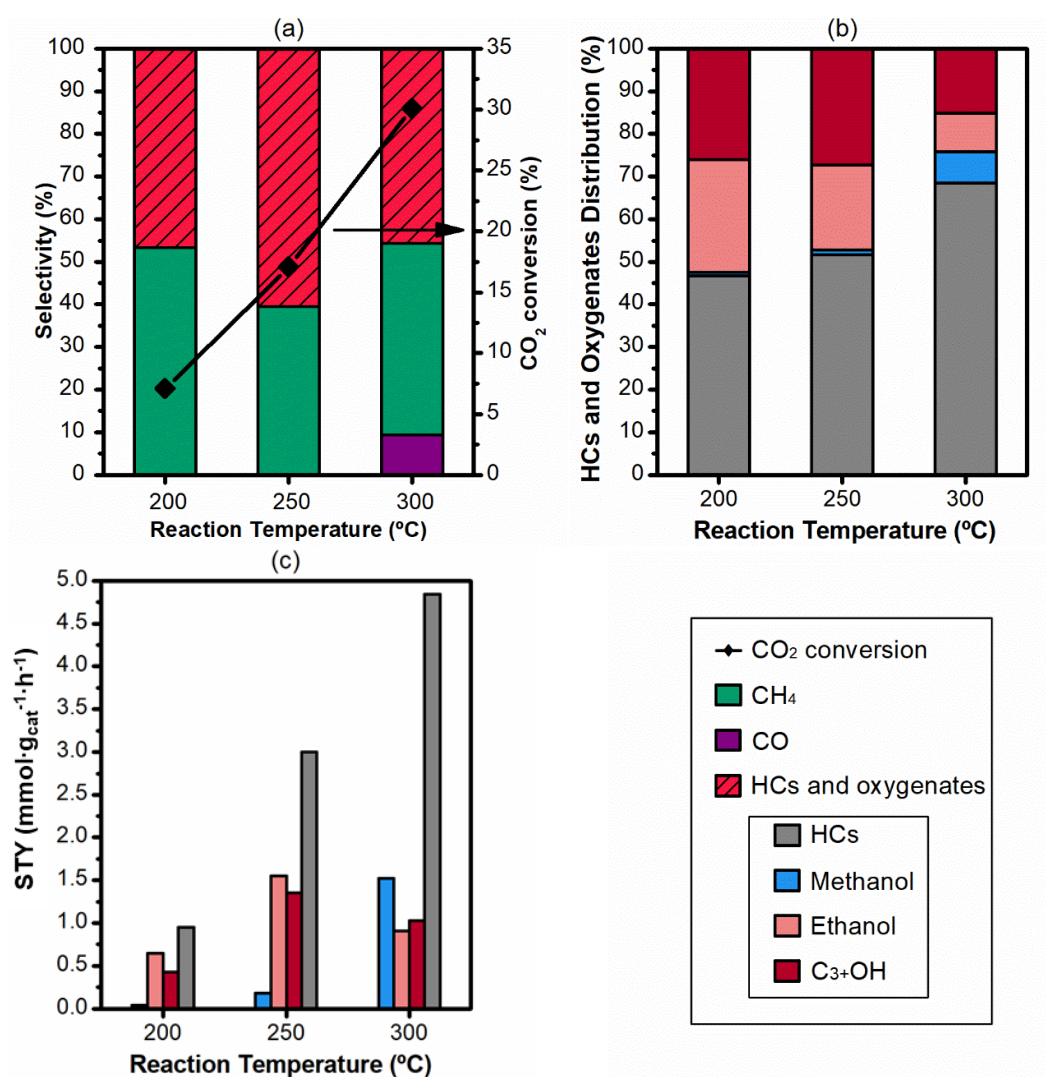 (a)
100
90
80
70
60
50
40
30
20
10
0
Selectivity (%)
35
30
25
20
15
10
5
0
CO₂ conversion (%)
200 250 300
Reaction Temperature (ºC)
(b)
100
90
80
70
60
50
40
30
20
10
0
HCs and Oxygenates Distribution (%)
200 250 300
Reaction Temperature (ºC)
(c)
5.0
4.5
4.0
3.5
3.0
2.5
2.0
1.5
1.0
0.5
0.0
STY (mmol·g_cat⁻¹·h⁻¹)
200 250 300
Reaction Temperature (ºC)
CO₂ conversion
CH₄
CO
HCs and oxygenates
HCs
Methanol
Ethanol
C₃₊OH